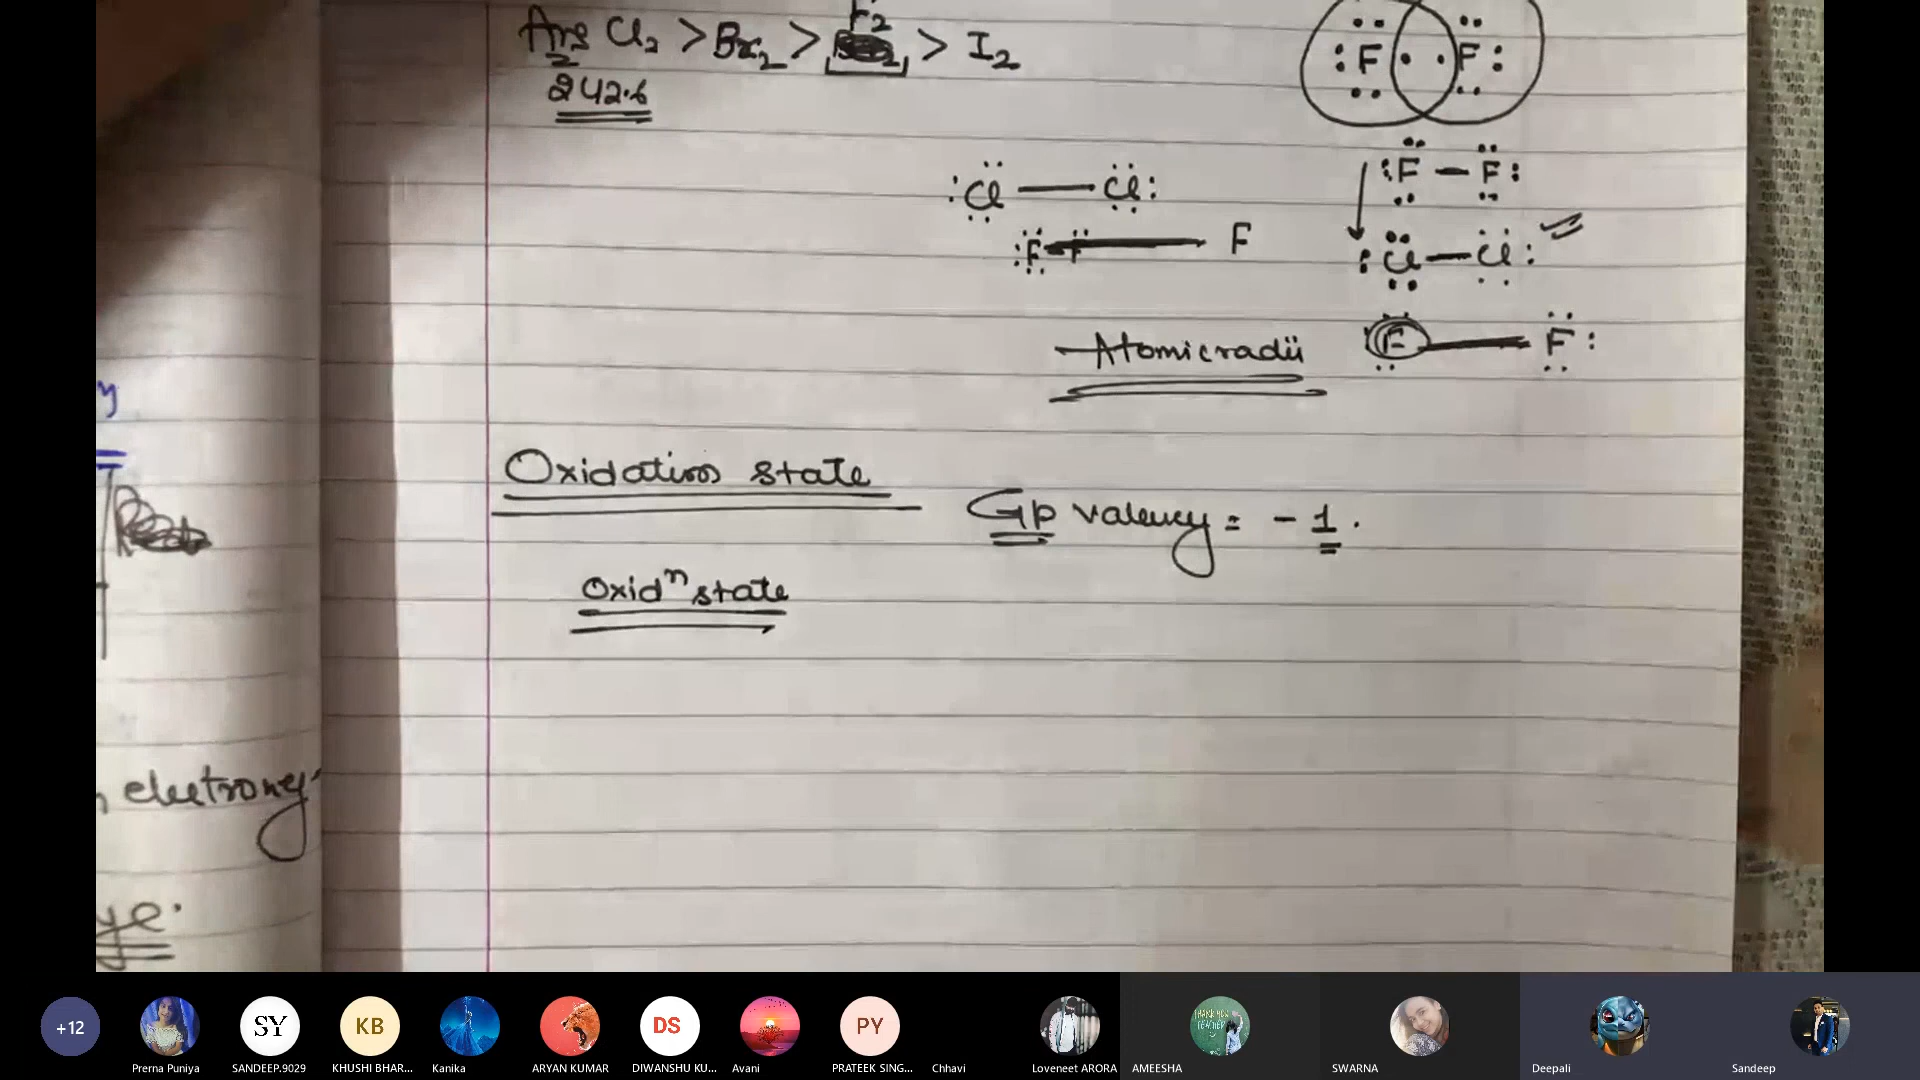 Ans Cl2 > Br2 > F2 > I2
242.6
:F : F:
:F — F:
:Cl — Cl:
:F F — F
:Cl — Cl:
Atomic radii
F — F:
y
Oxidation state
Gp valency = -1.
Oxidⁿ state
electroneg
ye.
+12
SY
KB
DS
PY
Prerna Puniya
SANDEEP.9029
KHUSHI BHAR...
Kanika
ARYAN KUMAR
DIWANSHU KU...
Avani
PRATEEK SING...
Chhavi
Loveneet ARORA
AMEESHA
SWARNA
Deepali
Sandeep